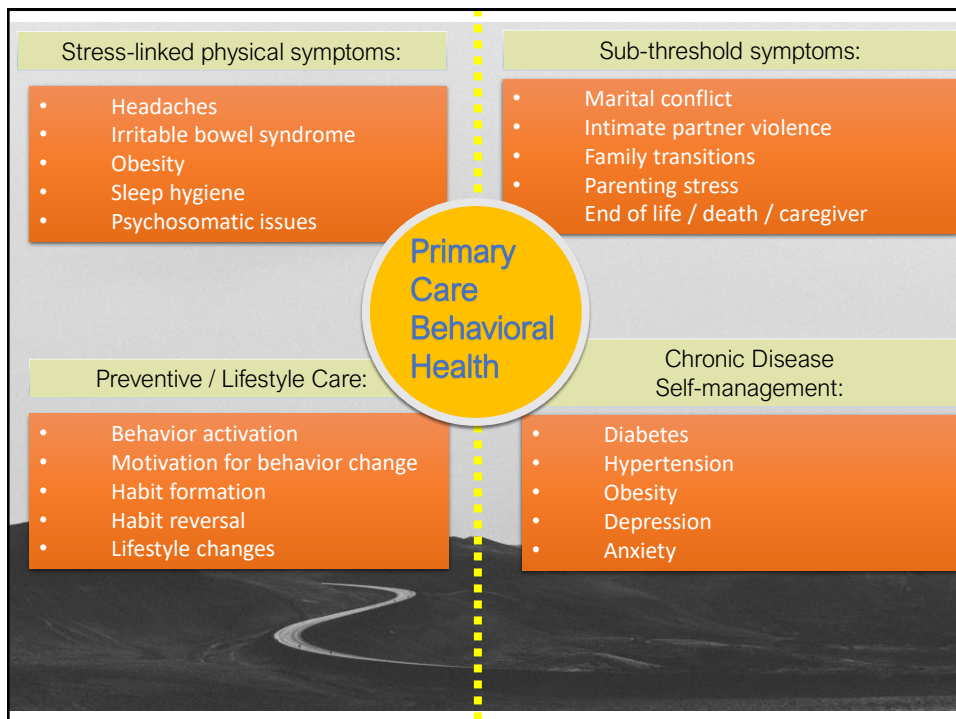 Stress-linked physical symptoms:
• Headaches
• Irritable bowel syndrome
• Obesity
• Sleep hygiene
• Psychosomatic issues
Sub-threshold symptoms:
• Marital conflict
• Intimate partner violence
• Family transitions
• Parenting stress
• End of life / death / caregiver
Primary
Care
Behavioral
Health
Preventive / Lifestyle Care:
• Behavior activation
• Motivation for behavior change
• Habit formation
• Habit reversal
• Lifestyle changes
Chronic Disease
Self-management:
• Diabetes
• Hypertension
• Obesity
• Depression
• Anxiety